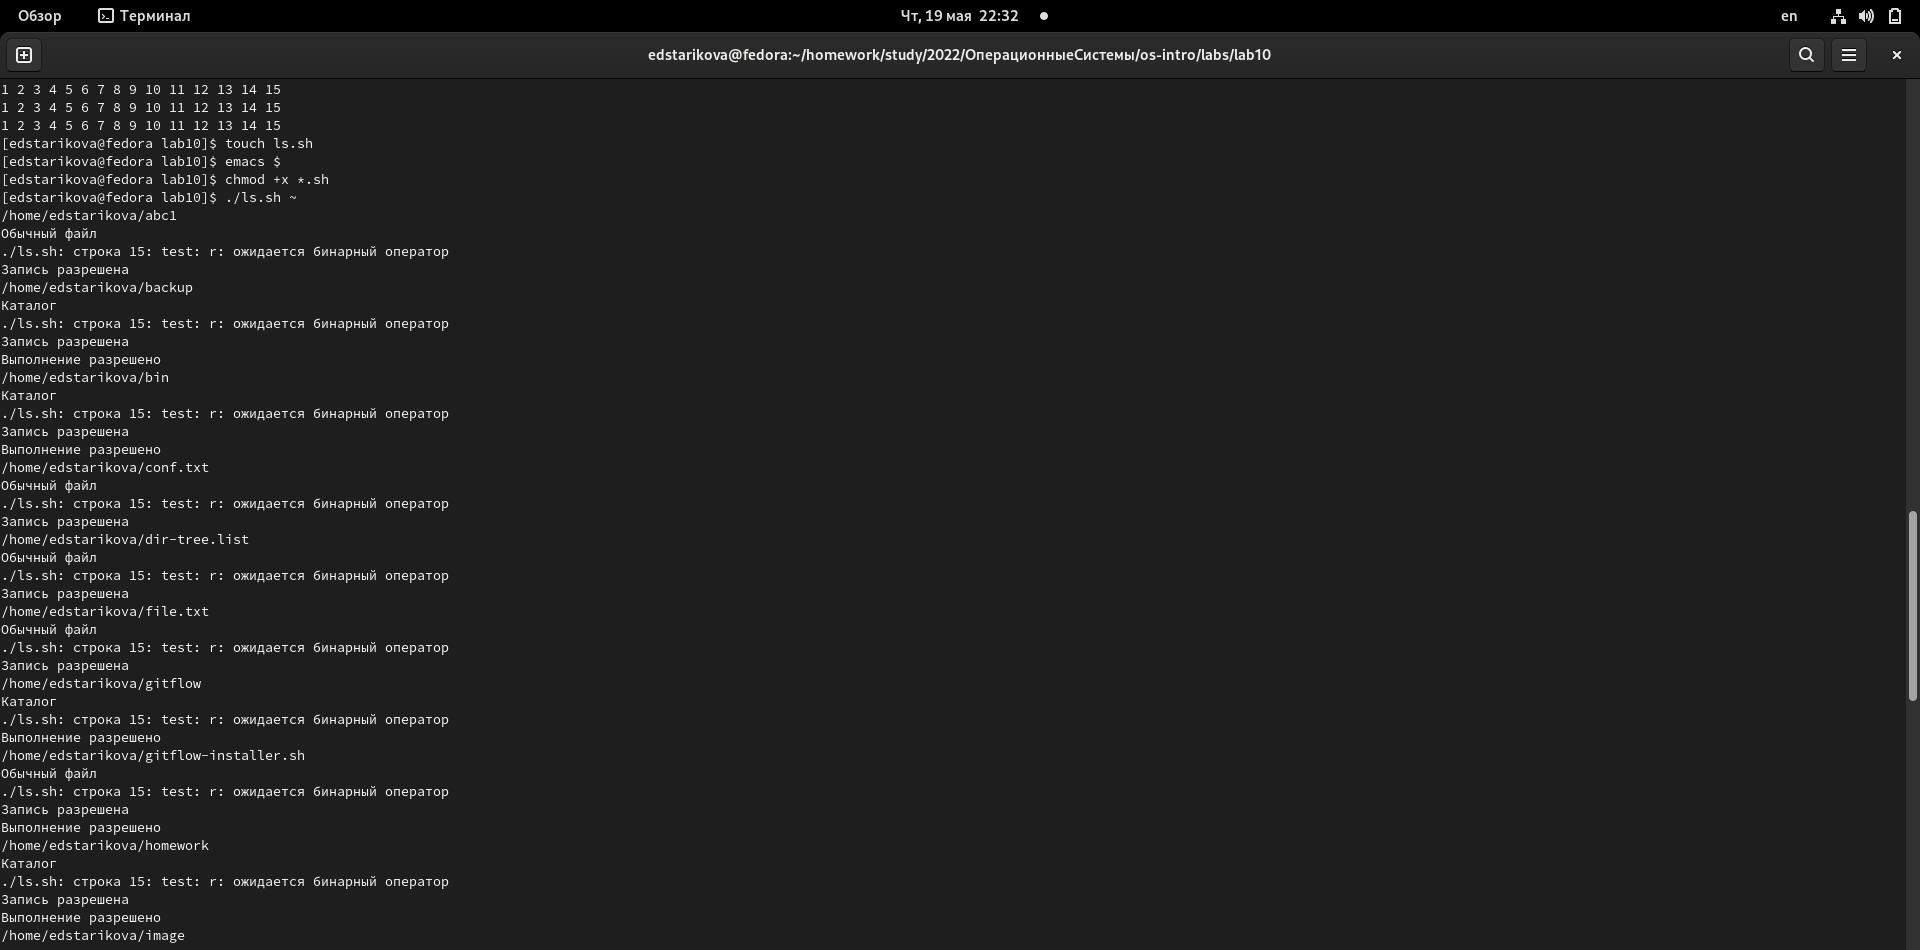 Обзор Терминал Чт, 19 мая 22:32 en
edstarikova@fedora:~/homework/study/2022/ОперационныеСистемы/os-intro/labs/lab10
1 2 3 4 5 6 7 8 9 10 11 12 13 14 15
1 2 3 4 5 6 7 8 9 10 11 12 13 14 15
1 2 3 4 5 6 7 8 9 10 11 12 13 14 15
[edstarikova@fedora lab10]$ touch ls.sh
[edstarikova@fedora lab10]$ emacs $
[edstarikova@fedora lab10]$ chmod +x *.sh
[edstarikova@fedora lab10]$ ./ls.sh ~
/home/edstarikova/abc1
Обычный файл
./ls.sh: строка 15: test: r: ожидается бинарный оператор
Запись разрешена
/home/edstarikova/backup
Каталог
./ls.sh: строка 15: test: r: ожидается бинарный оператор
Запись разрешена
Выполнение разрешено
/home/edstarikova/bin
Каталог
./ls.sh: строка 15: test: r: ожидается бинарный оператор
Запись разрешена
Выполнение разрешено
/home/edstarikova/conf.txt
Обычный файл
./ls.sh: строка 15: test: r: ожидается бинарный оператор
Запись разрешена
/home/edstarikova/dir-tree.list
Обычный файл
./ls.sh: строка 15: test: r: ожидается бинарный оператор
Запись разрешена
/home/edstarikova/file.txt
Обычный файл
./ls.sh: строка 15: test: r: ожидается бинарный оператор
Запись разрешена
/home/edstarikova/gitflow
Каталог
./ls.sh: строка 15: test: r: ожидается бинарный оператор
Выполнение разрешено
/home/edstarikova/gitflow-installer.sh
Обычный файл
./ls.sh: строка 15: test: r: ожидается бинарный оператор
Запись разрешена
Выполнение разрешено
/home/edstarikova/homework
Каталог
./ls.sh: строка 15: test: r: ожидается бинарный оператор
Запись разрешена
Выполнение разрешено
/home/edstarikova/image